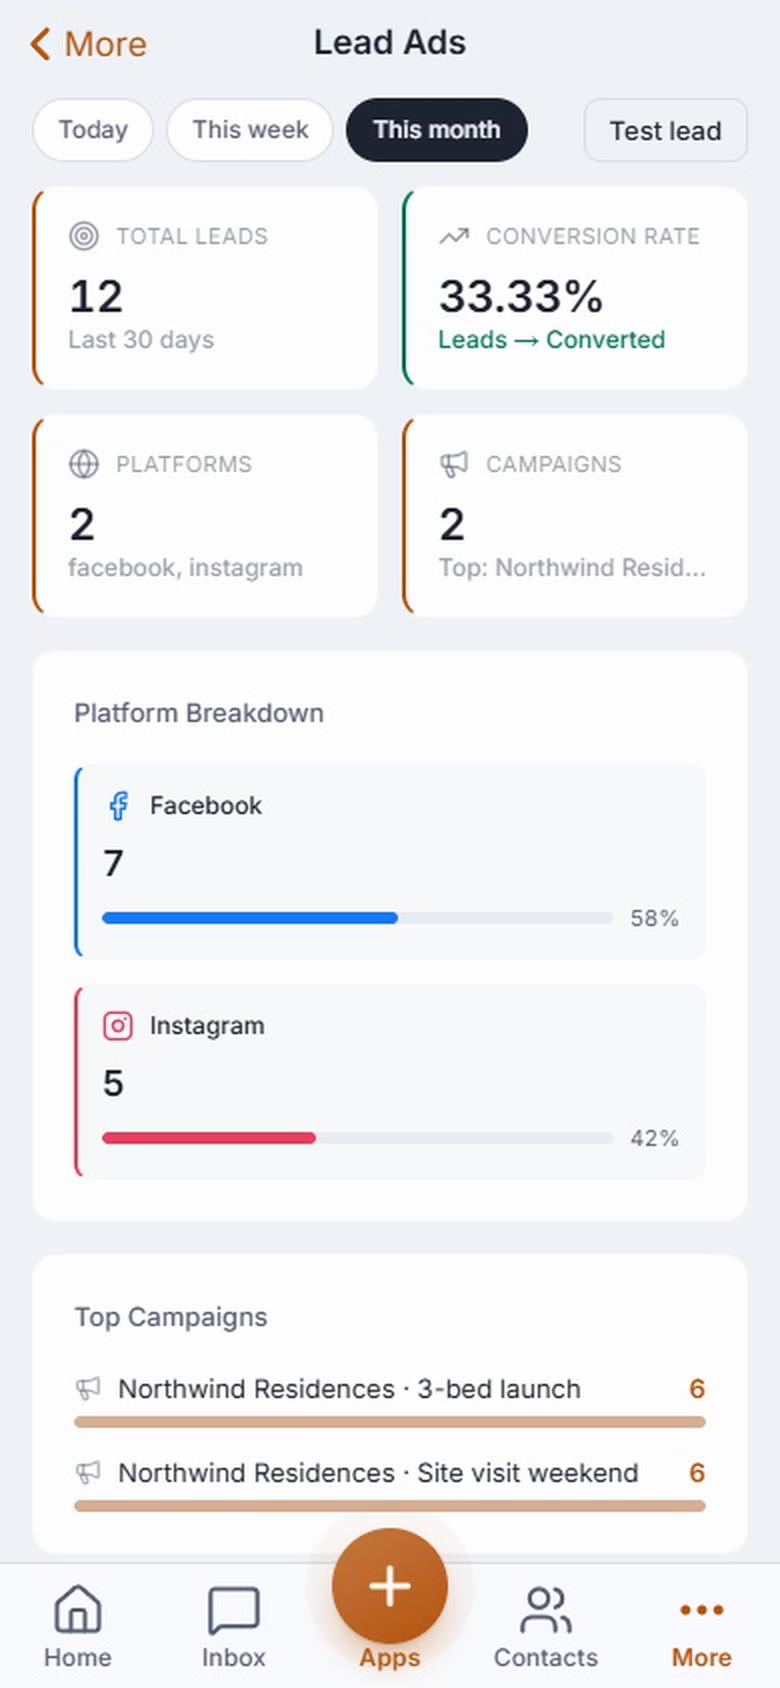 More
Lead Ads
Today
This week
This month
Test lead
TOTAL LEADS
12
Last 30 days
CONVERSION RATE
33.33%
Leads → Converted
PLATFORMS
2
facebook, instagram
CAMPAIGNS
2
Top: Northwind Resid...
Platform Breakdown
Facebook
7
58%
Instagram
5
42%
Top Campaigns
Northwind Residences · 3-bed launch 6
Northwind Residences · Site visit weekend 6
Home
Inbox
Apps
Contacts
More